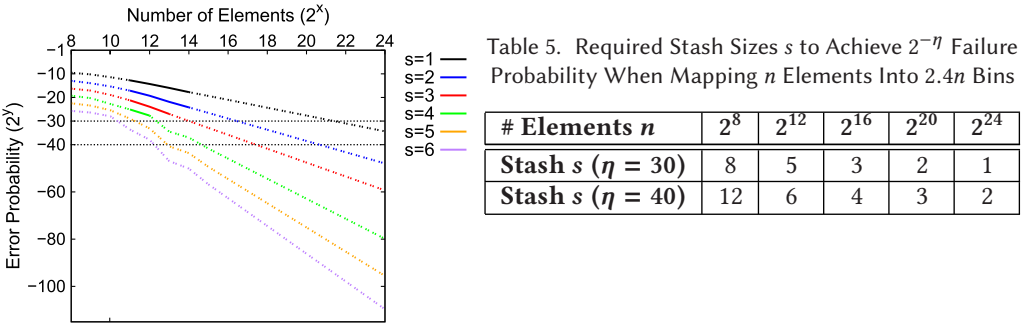 Number of Elements (2^x)
8 10 12 14 16 18 20 22 24
Error Probability (2^y)
−1
−10
−20
−30
−40
−60
−80
−100
s=1
s=2
s=3
s=4
s=5
s=6
Table 5. Required Stash Sizes s to Achieve 2^−η Failure
Probability When Mapping n Elements Into 2.4n Bins
# Elements n 2^8 2^12 2^16 2^20 2^24
Stash s (η = 30) 8 5 3 2 1
Stash s (η = 40) 12 6 4 3 2